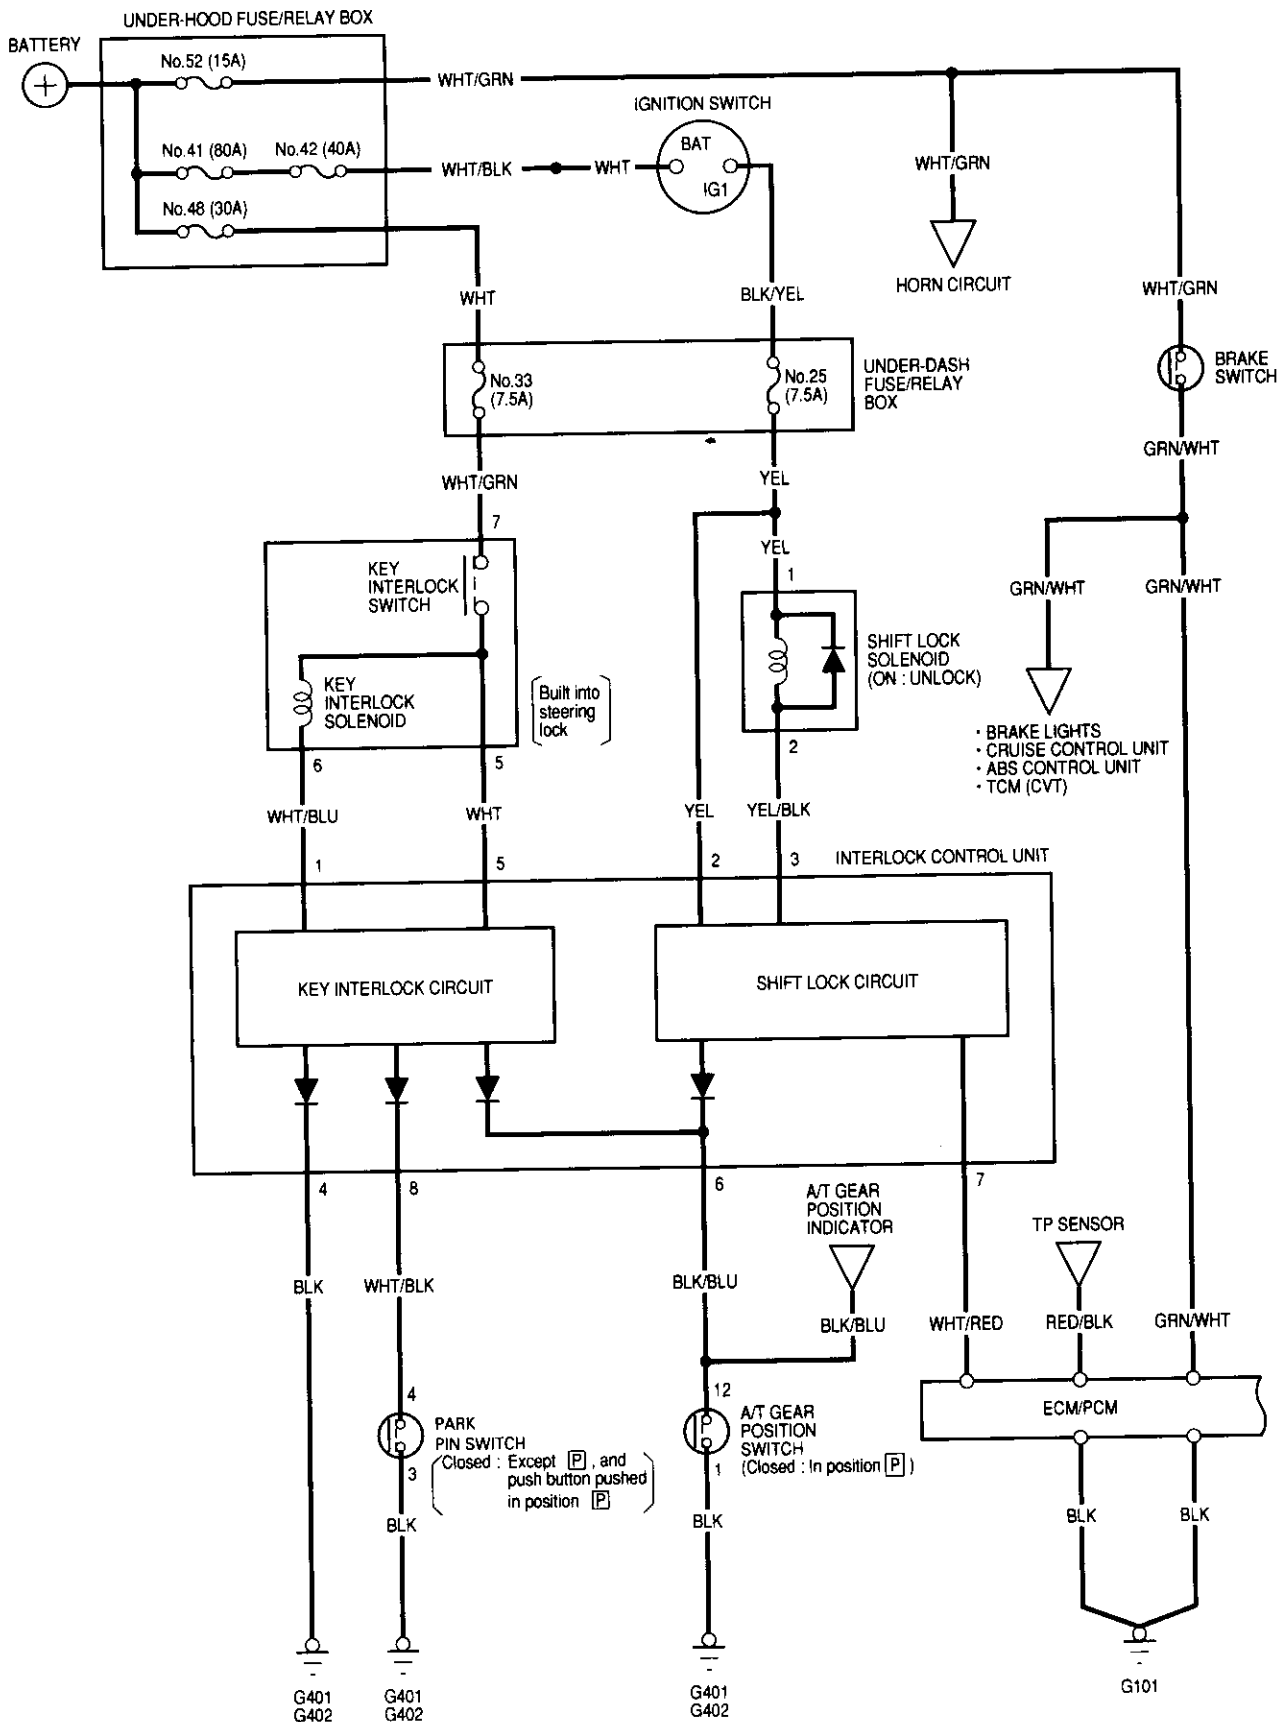 UNDER-HOOD FUSE/RELAY BOX
BATTERY
+
No.52 (15A)
WHT/GRN
IGNITION SWITCH
No.41 (80A)
No.42 (40A)
WHT/BLK
WHT
BAT
IG1
WHT/GRN
No.48 (30A)
HORN CIRCUIT
WHT
BLK/YEL
WHT/GRN
No.33
(7.5A)
No.25
(7.5A)
UNDER-DASH
FUSE/RELAY
BOX
BRAKE
SWITCH
WHT/GRN
YEL
GRN/WHT
7
YEL
1
KEY
INTERLOCK
SWITCH
GRN/WHT
GRN/WHT
SHIFT LOCK
SOLENOID
(ON : UNLOCK)
KEY
INTERLOCK
SOLENOID
Built into
steering
lock
6
5
2
• BRAKE LIGHTS
• CRUISE CONTROL UNIT
• ABS CONTROL UNIT
• TCM (CVT)
WHT/BLU
WHT
YEL
YEL/BLK
1
5
2
3
INTERLOCK CONTROL UNIT
KEY INTERLOCK CIRCUIT
SHIFT LOCK CIRCUIT
4
8
6
7
A/T GEAR
POSITION
INDICATOR
TP SENSOR
BLK
WHT/BLK
BLK/BLU
BLK/BLU
WHT/RED
RED/BLK
GRN/WHT
4
PARK
PIN SWITCH
(Closed : Except P , and
push button pushed
in position P )
3
12
A/T GEAR
POSITION
SWITCH
(Closed : In position P )
1
ECM/PCM
BLK
BLK
BLK
BLK
G401
G402
G401
G402
G401
G402
G101